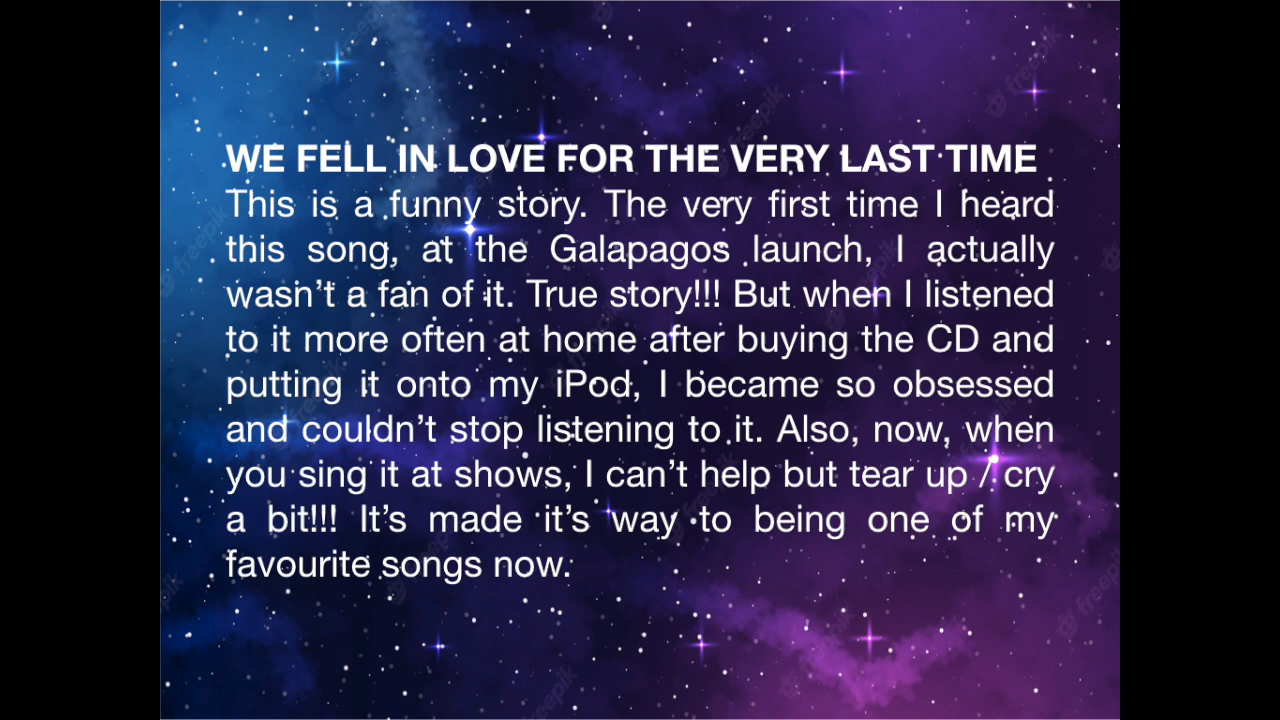 WE FELL IN LOVE FOR THE VERY LAST TIME
This is a funny story. The very first time I heard
this song, at the Galapagos launch, I actually
wasn't a fan of it. True story!!! But when I listened
to it more often at home after buying the CD and
putting it onto my iPod, I became so obsessed
and couldn't stop listening to it. Also, now, when
you sing it at shows, I can't help but tear up / cry
a bit!!! It's made it's way to being one of my
favourite songs now.